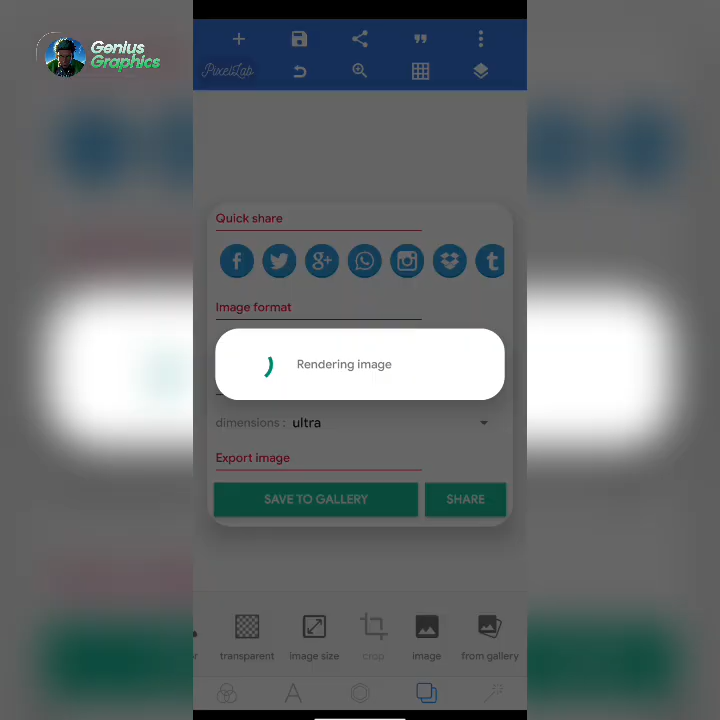 Genius
Graphics
PixelLab
Quick share
Image format
Rendering image
dimensions : ultra
Export image
SAVE TO GALLERY
SHARE
r
transparent
image size
crop
image
from gallery